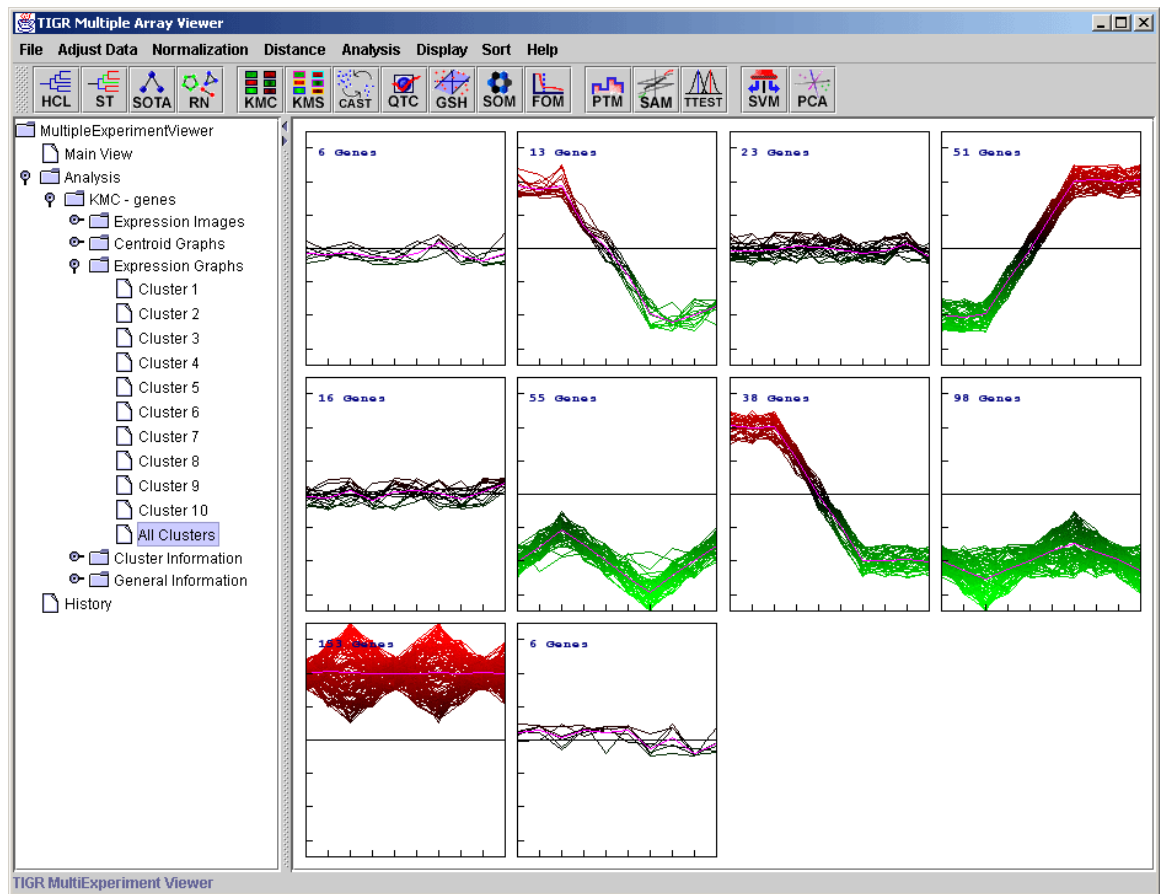 TIGR Multiple Array Viewer
File Adjust Data Normalization Distance Analysis Display Sort Help
HCL ST SOTA RN KMC KMS CAST QTC GSH SOM FOM PTM SAM TTEST SVM PCA
MultipleExperimentViewer
Main View
Analysis
KMC - genes
Expression Images
Centroid Graphs
Expression Graphs
Cluster 1
Cluster 2
Cluster 3
Cluster 4
Cluster 5
Cluster 6
Cluster 7
Cluster 8
Cluster 9
Cluster 10
All Clusters
Cluster Information
General Information
History
6 Genes
13 Genes
23 Genes
51 Genes
16 Genes
55 Genes
38 Genes
98 Genes
153 Genes
6 Genes
TIGR MultiExperiment Viewer